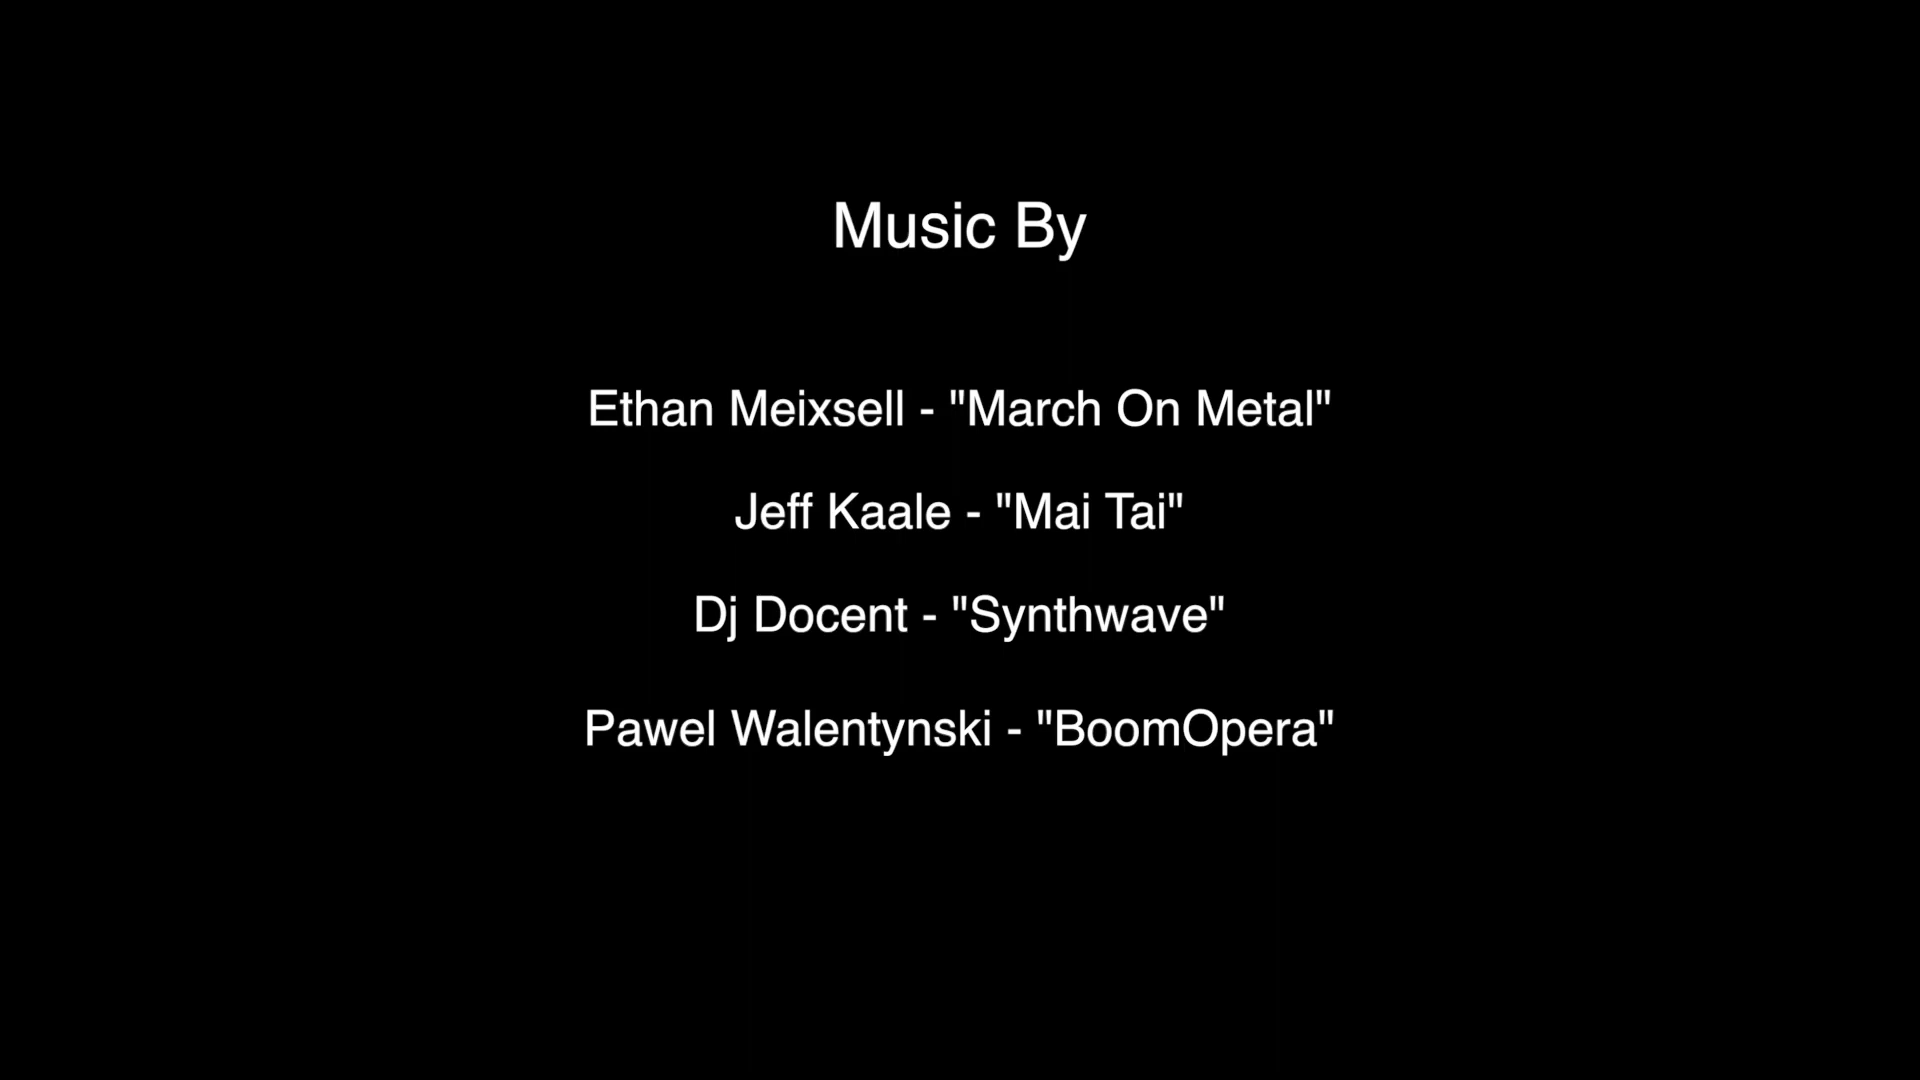 Music By
Ethan Meixsell - "March On Metal"
Jeff Kaale - "Mai Tai"
Dj Docent - "Synthwave"
Pawel Walentynski - "BoomOpera"